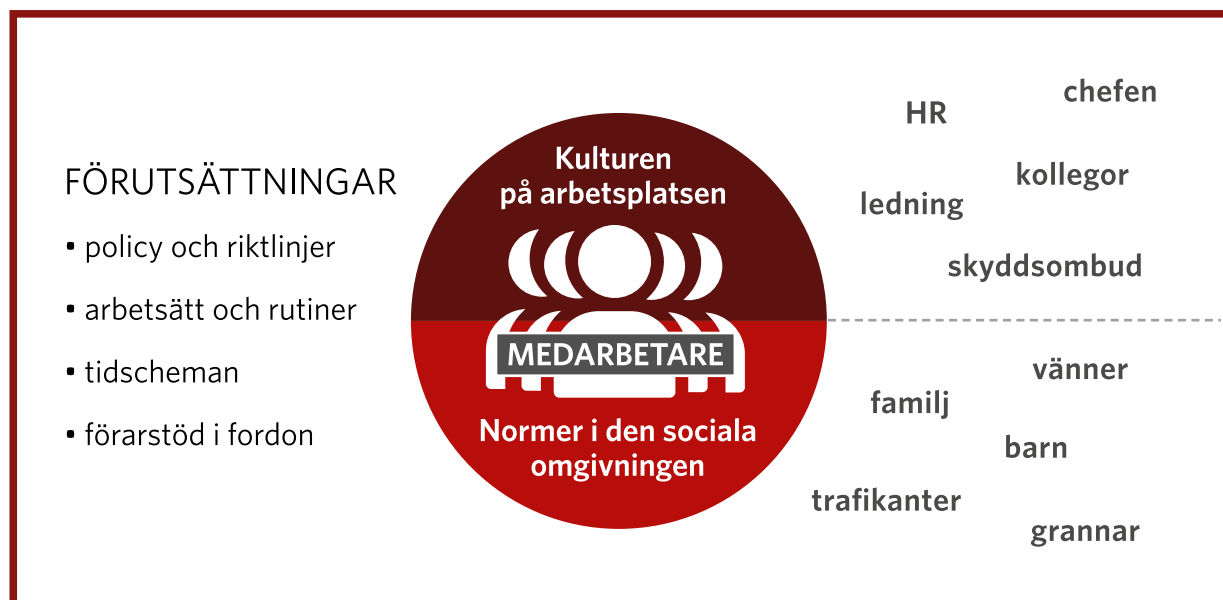 FÖRUTSÄTTNINGAR
• policy och riktlinjer
• arbetsätt och rutiner
• tidscheman
• förarstöd i fordon
Kulturen
på arbetsplatsen
MEDARBETARE
Normer i den sociala
omgivningen
chefen
HR
kollegor
ledning
skyddsombud
vänner
familj
barn
trafikanter
grannar